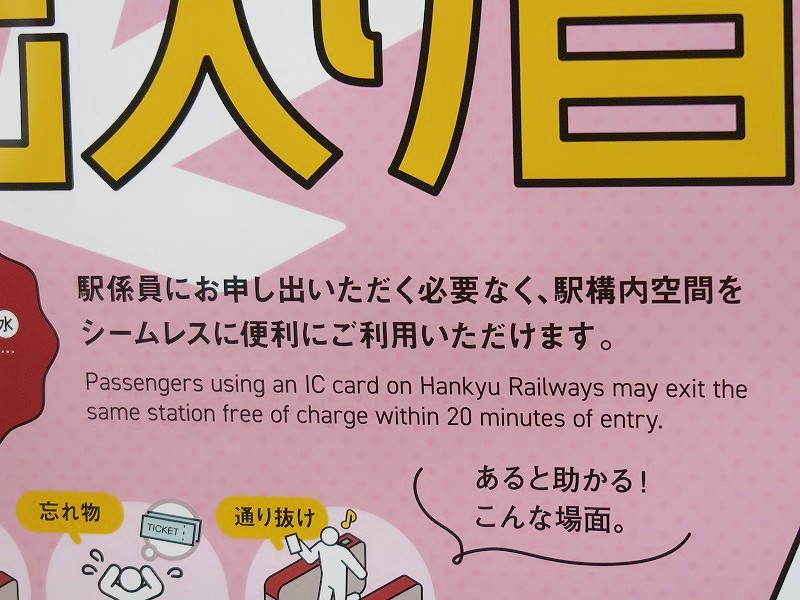 入り
水
駅係員にお申し出いただく必要なく、駅構内空間を
シームレスに便利にご利用いただけます。
Passengers using an IC card on Hankyu Railways may exit the
same station free of charge within 20 minutes of entry.
あると助かる!
こんな場面。
忘れ物
TICKET
通り抜け